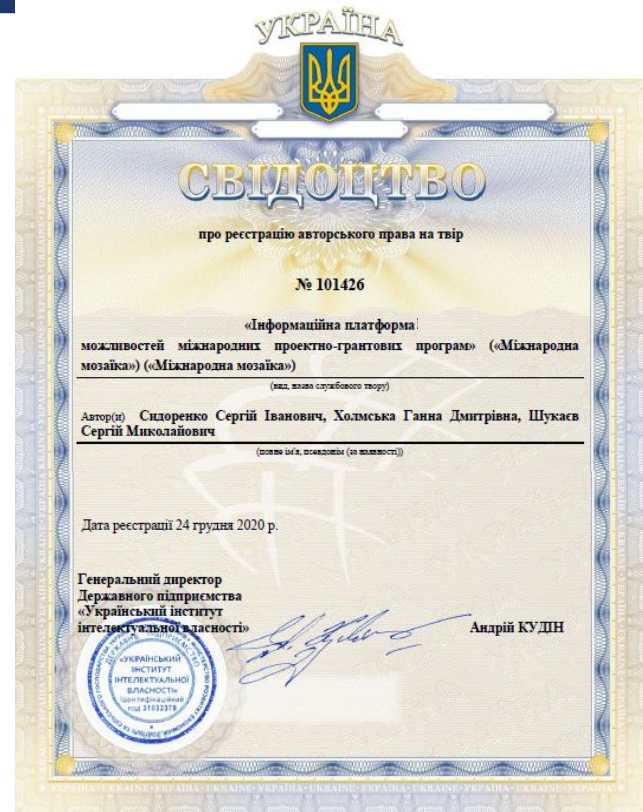 УКРАЇНА
СВІДОЦТВО
про реєстрацію авторського права на твір
№ 101426
«Інформаційна платформа
можливостей міжнародних проектно-грантових програм» («Міжнародна
мозаїка») («Міжнародна мозаїка»)
(вид, назва службового твору)
Автор(и) Сидоренко Сергій Іванович, Холмська Ганна Дмитрівна, Шукаєв
Сергій Миколайович
(повне ім'я, псевдонім (за наявності))
Дата реєстрації 24 грудня 2020 р.
Генеральний директор
Державного підприємства
«Український інститут
інтелектуальної власності»
Андрій КУДІН
«УКРАЇНСЬКИЙ
ІНСТИТУТ
ІНТЕЛЕКТУАЛЬНОЇ
ВЛАСНОСТІ»
Ідентифікаційний
код 31032378